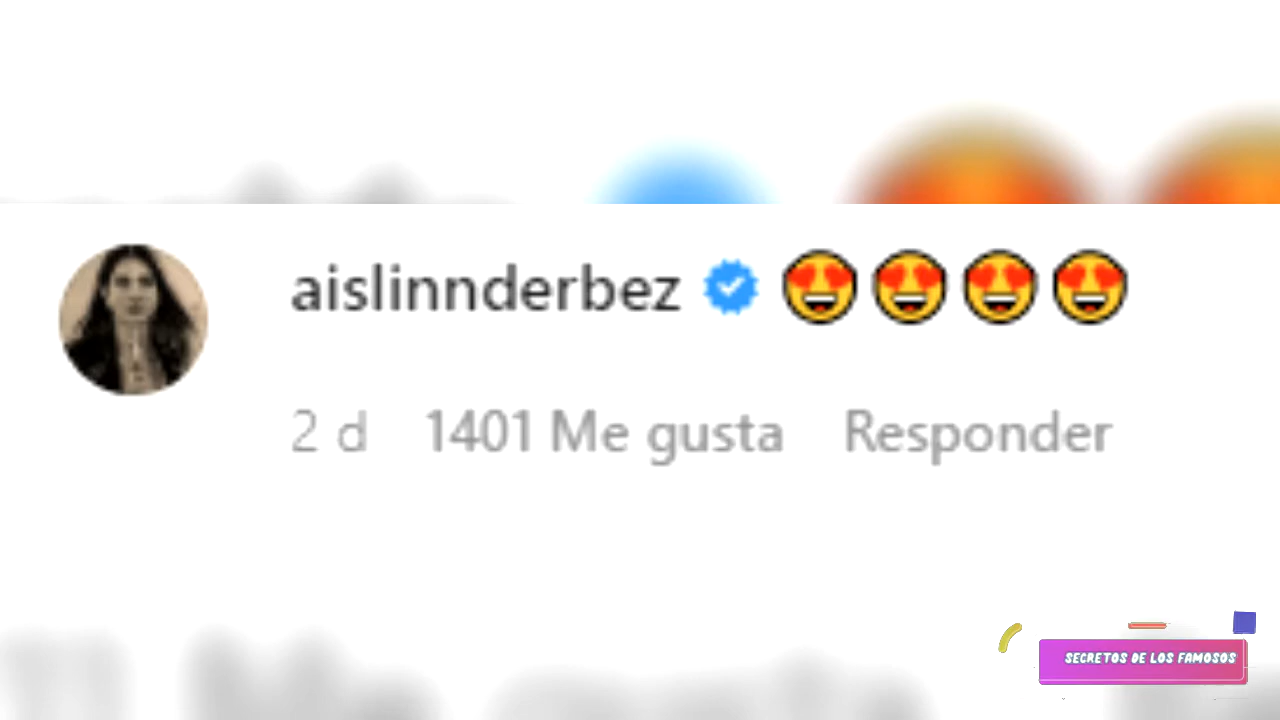 aislinnderbez 😍😍😍😍
2 d 1401 Me gusta Responder
SECRETOS DE LOS FAMOSOS